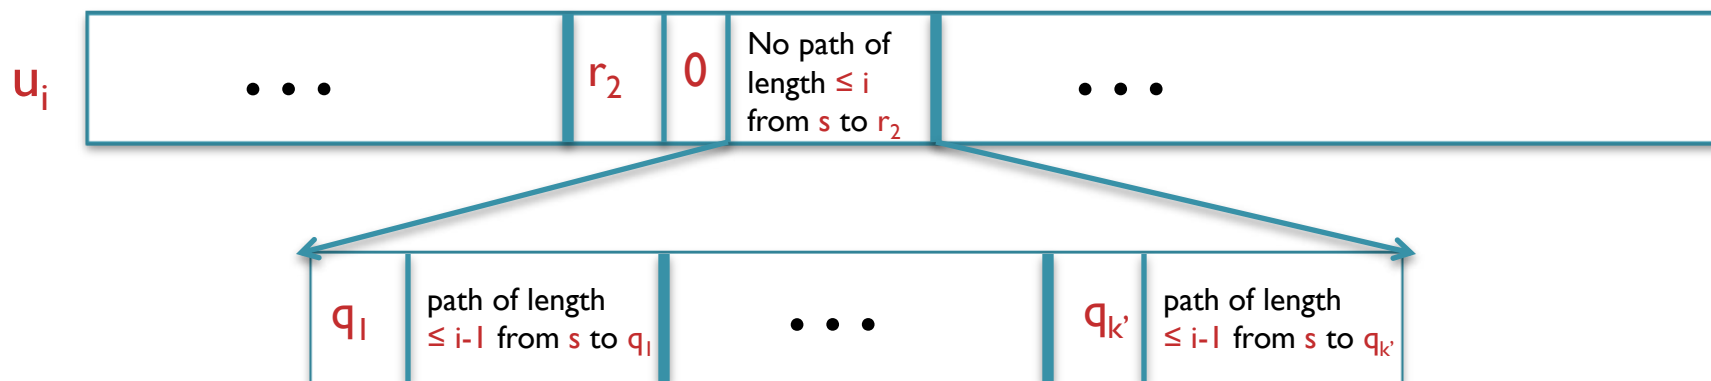 uᵢ
• • •
r₂
0
No path of
length ≤ i
from s to r₂
• • •
q₁
path of length
≤ i-1 from s to q₁
• • •
qₖ’
path of length
≤ i-1 from s to qₖ’